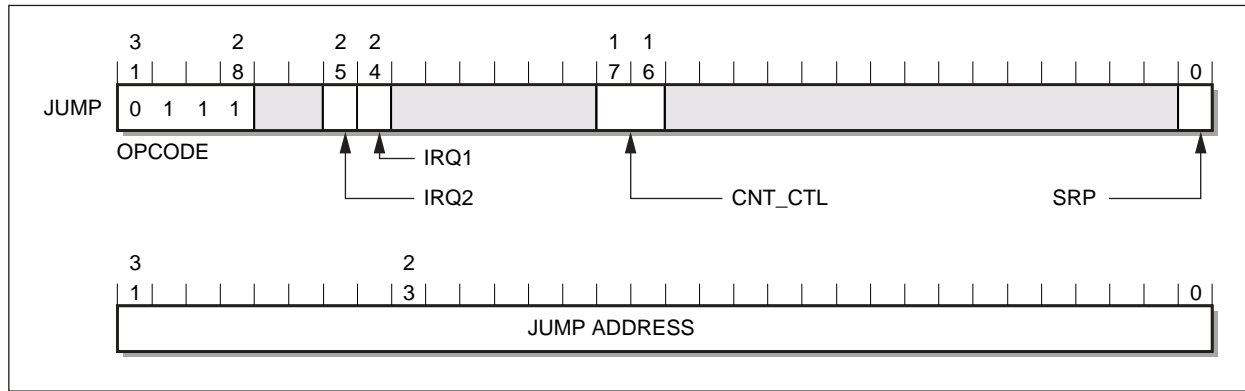 3 2 2 2 1 1
1 8 5 4 7 6 0
JUMP 0 1 1 1
OPCODE
IRQ1
IRQ2 CNT_CTL SRP
3 2
1 3 0
JUMP ADDRESS